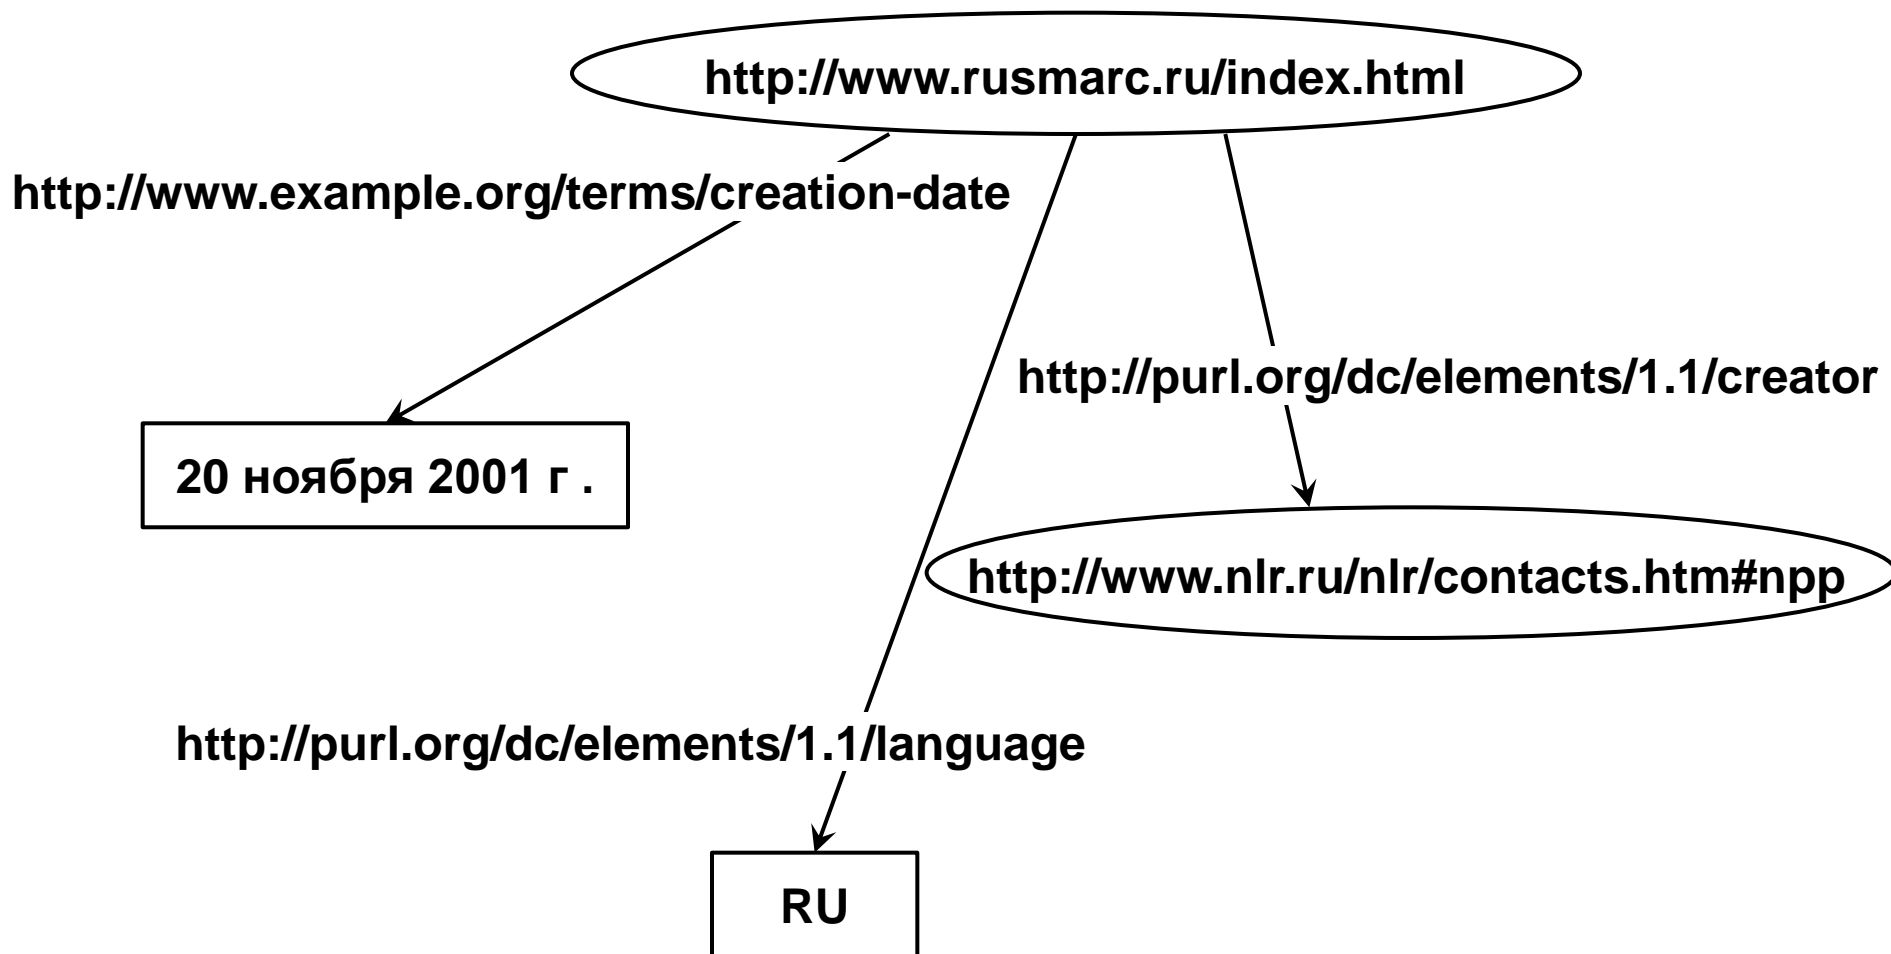 http://www.rusmarc.ru/index.html
http://www.example.org/terms/creation-date
http://purl.org/dc/elements/1.1/creator
20 ноября 2001 г .
http://www.nlr.ru/nlr/contacts.htm#npp
http://purl.org/dc/elements/1.1/language
RU